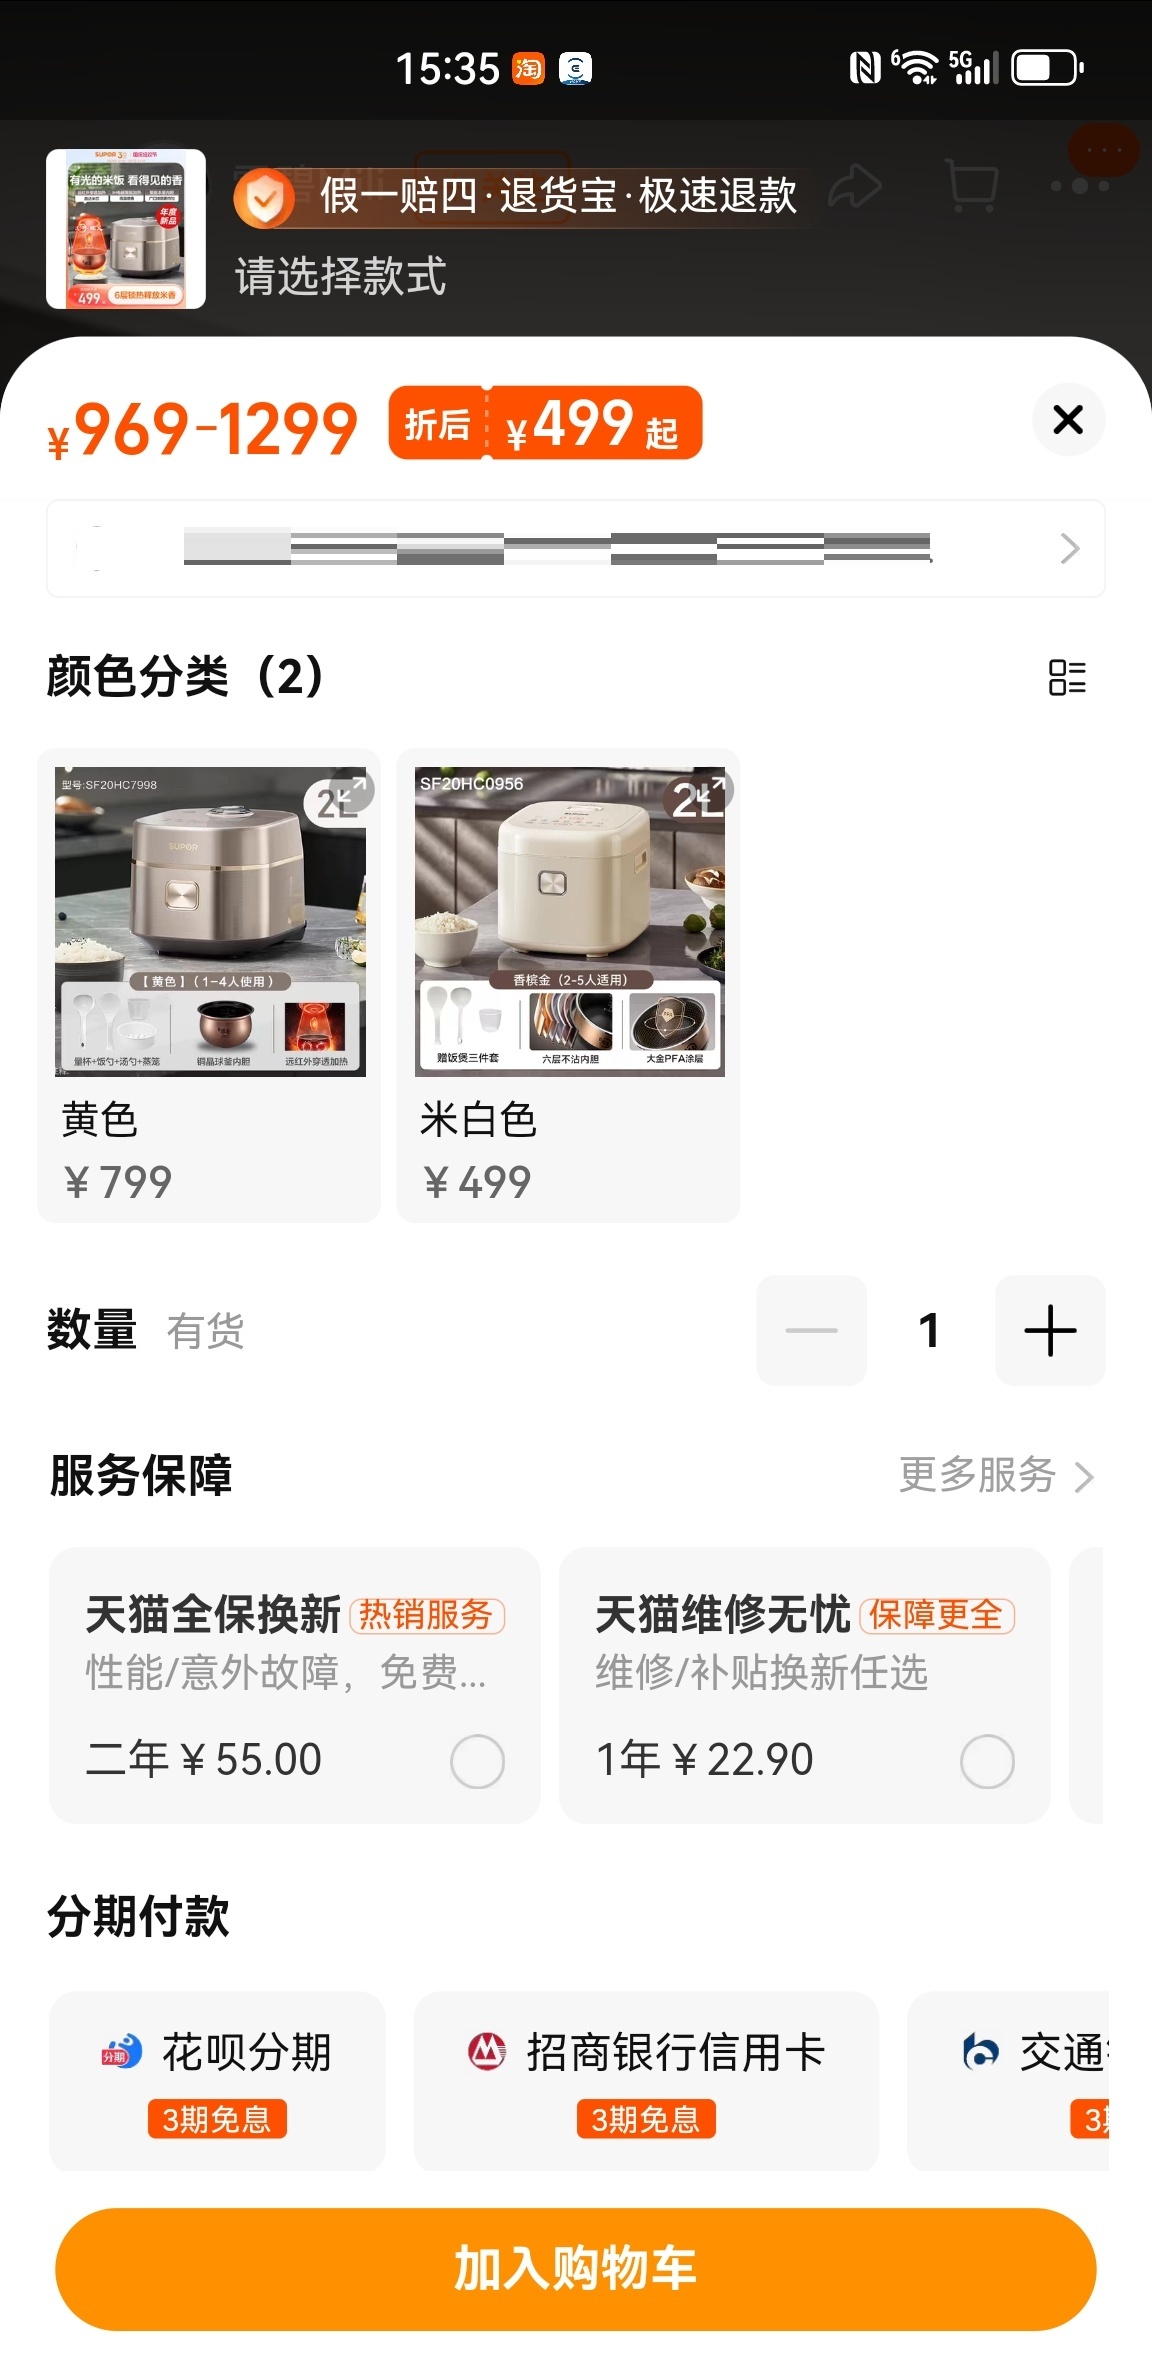 15:35
淘
6
5G
SUPOR
有光的米饭 看得见的香
年度
新品
499
6层锁热释放米香
假一赔四·退货宝·极速退款
请选择款式
¥969-1299
折后 ¥499起
颜色分类（2）
型号:SF20HC7998
2L
SUPOR
【黄色】（1-4人使用）
量杯+饭勺+汤勺+蒸笼
铜晶球釜内胆
远红外穿透加热
黄色
¥799
SF20HC0956
2L
香槟金（2-5人适用）
赠饭煲三件套
六层不沾内胆
大金PFA涂层
米白色
¥499
数量 有货
1
服务保障
更多服务
天猫全保换新 热销服务
性能/意外故障，免费...
二年 ¥55.00
天猫维修无忧 保障更全
维修/补贴换新任选
1年 ¥22.90
分期付款
分期
花呗分期
3期免息
招商银行信用卡
3期免息
交通
3
加入购物车